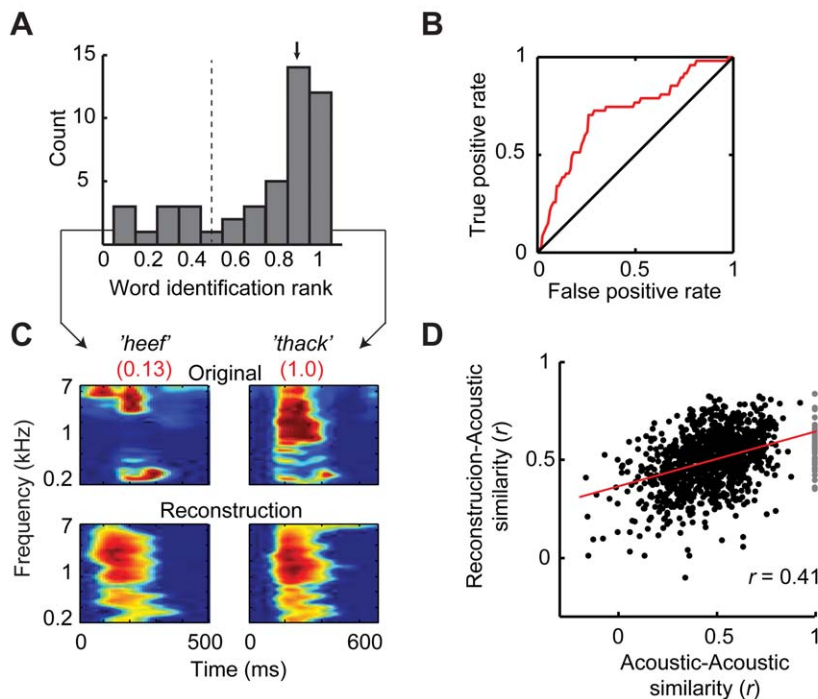 A
15
10
5
Count
0 0.2 0.4 0.6 0.8 1
Word identification rank
B
1
0.5
0
True positive rate
0 0.5 1
False positive rate
C
'heef' 'thack'
(0.13) Original (1.0)
7
1
0.2
Reconstruction
7
1
0.2
Frequency (kHz)
0 500 0 600
Time (ms)
D
1
0.5
0
Reconstrucion-Acoustic
similarity (r)
r = 0.41
0 0.5 1
Acoustic-Acoustic
similarity (r)